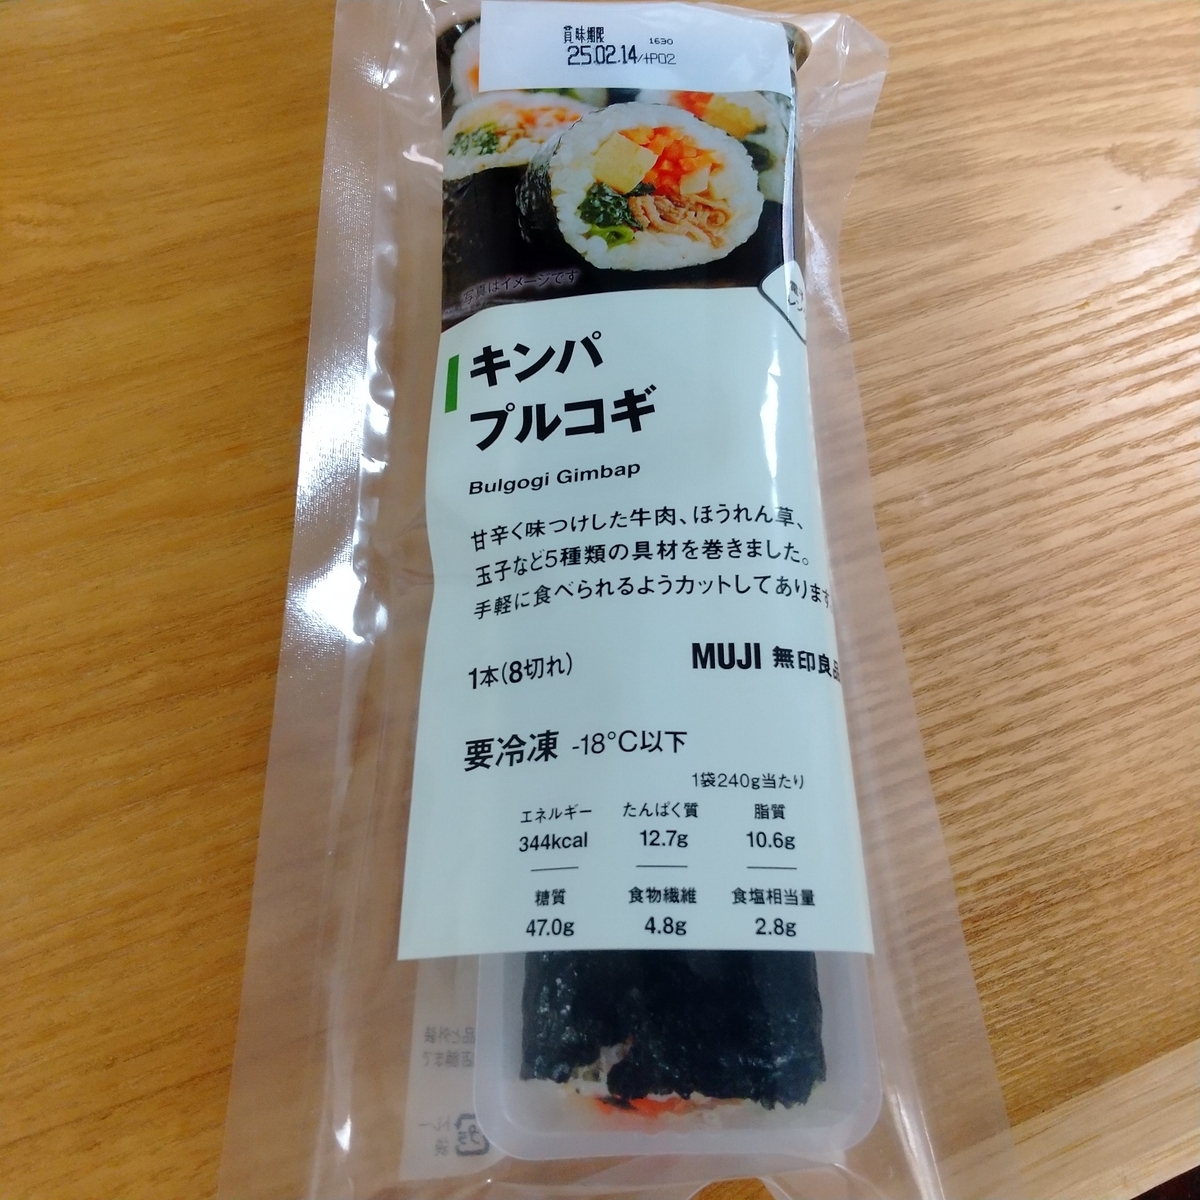 賞味期限
1630
25.02.14/+P02
写真はイメージです
キンパ
プルコギ
Bulgogi Gimbap
甘辛く味つけした牛肉、ほうれん草、
玉子など5種類の具材を巻きました。
手軽に食べられるようカットしてあります
1本(8切れ)
MUJI 無印良品
要冷凍 -18°C以下
1袋240g当たり
エネルギー たんぱく質 脂質
344kcal 12.7g 10.6g
糖質 食物繊維 食塩相当量
47.0g 4.8g 2.8g